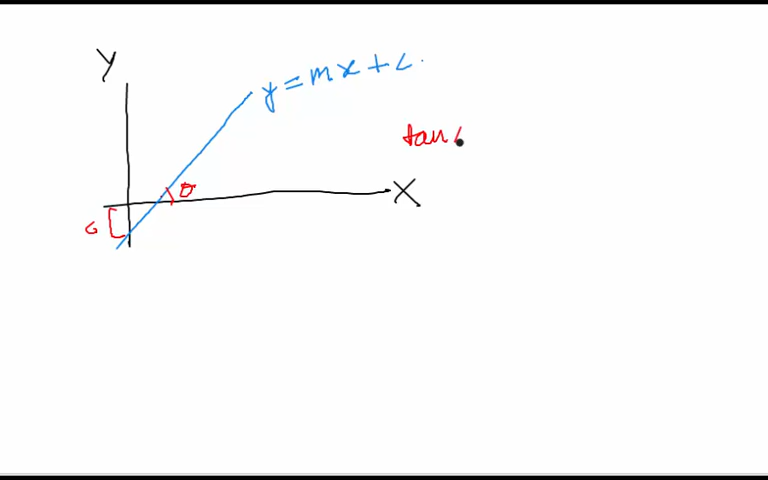 Y
y = mx + c
tan
θ
X
c